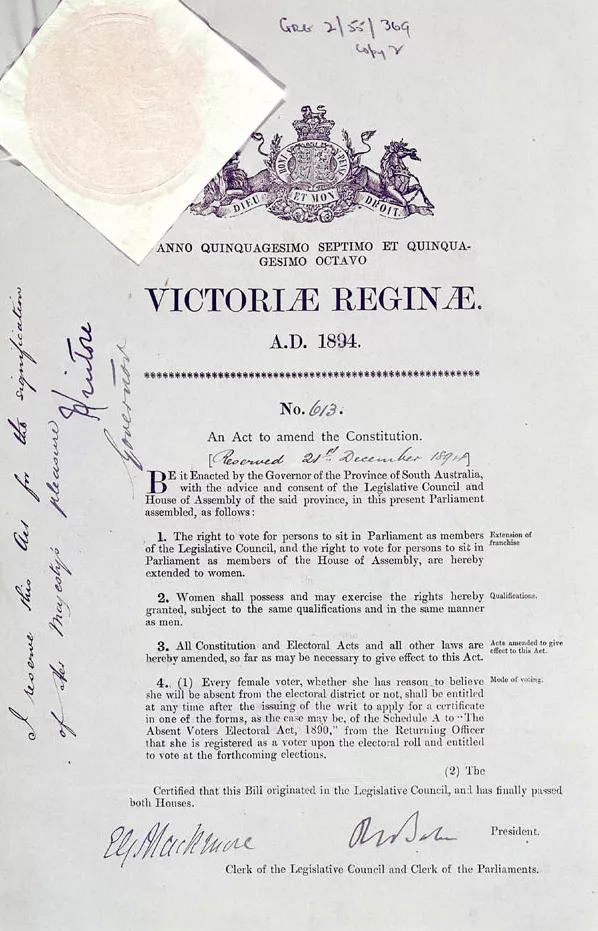 GRG 2/55/369
Copy 2
HONI SOIT
DIEU ET MON DROIT
ANNO QUINQUAGESIMO SEPTIMO ET QUINQUA-
GESIMO OCTAVO
VICTORIÆ REGINÆ.
A.D. 1894.
No. 613.
An Act to amend the Constitution.
[Reserved 21st December 1894]
BE it Enacted by the Governor of the Province of South Australia,
with the advice and consent of the Legislative Council and
House of Assembly of the said province, in this present Parliament
assembled, as follows:
1. The right to vote for persons to sit in Parliament as members
of the Legislative Council, and the right to vote for persons to sit in
Parliament as members of the House of Assembly, are hereby
extended to women.
Extension of
franchise
2. Women shall possess and may exercise the rights hereby
granted, subject to the same qualifications and in the same manner
as men.
Qualifications.
3. All Constitution and Electoral Acts and all other laws are
hereby amended, so far as may be necessary to give effect to this Act.
Acts amended to give
effect to this Act.
4. (1) Every female voter, whether she has reason to believe
she will be absent from the electoral district or not, shall be entitled
at any time after the issuing of the writ to apply for a certificate
in one of the forms, as the case may be, of the Schedule A to "The
Absent Voters Electoral Act, 1890," from the Returning Officer
that she is registered as a voter upon the electoral roll and entitled
to vote at the forthcoming elections.
Mode of voting.
(2) The
Certified that this Bill originated in the Legislative Council, and has finally passed
both Houses.
President.
Clerk of the Legislative Council and Clerk of the Parliaments.
I reserve this Act for the signification
of Her Majesty's pleasure
Kintore
Governor